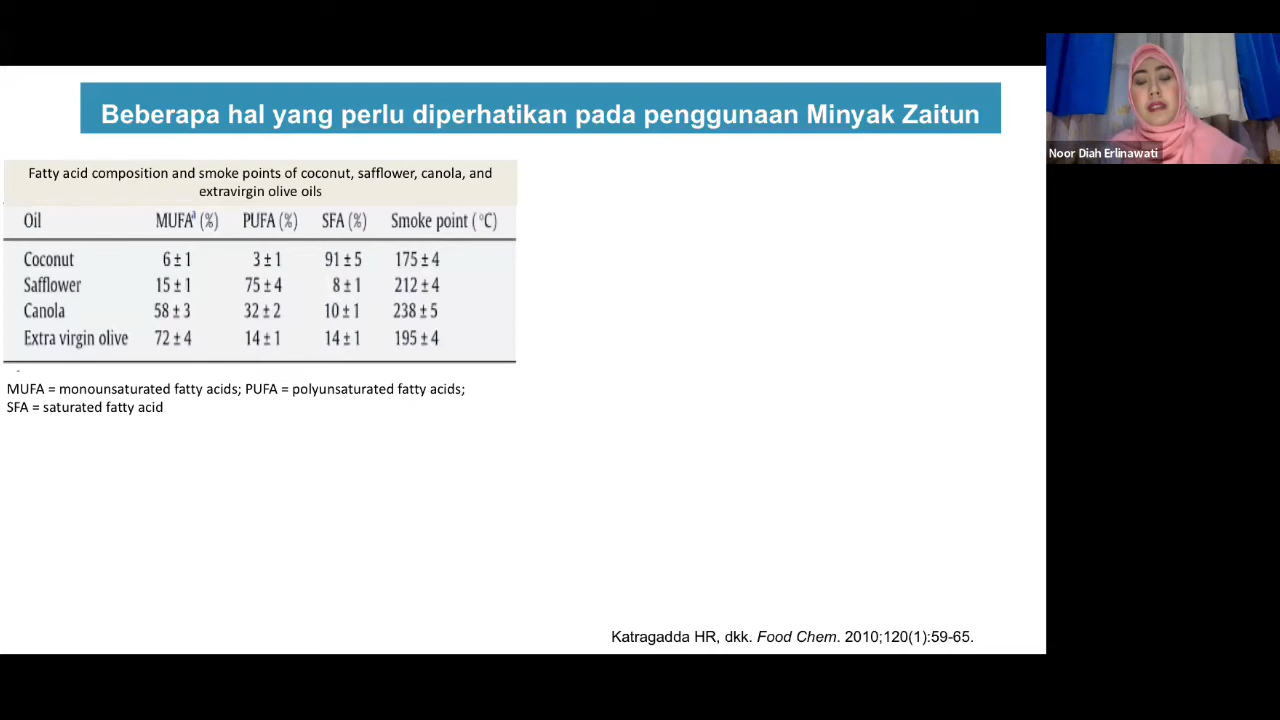 Beberapa hal yang perlu diperhatikan pada penggunaan Minyak Zaitun
Noor Diah Erlinawati
Fatty acid composition and smoke points of coconut, safflower, canola, and
extravirgin olive oils
Oil MUFAª (%) PUFA (%) SFA (%) Smoke point (°C)
Coconut 6 ± 1 3 ± 1 91 ± 5 175 ± 4
Safflower 15 ± 1 75 ± 4 8 ± 1 212 ± 4
Canola 58 ± 3 32 ± 2 10 ± 1 238 ± 5
Extra virgin olive 72 ± 4 14 ± 1 14 ± 1 195 ± 4
MUFA = monounsaturated fatty acids; PUFA = polyunsaturated fatty acids;
SFA = saturated fatty acid
Katragadda HR, dkk. Food Chem. 2010;120(1):59-65.